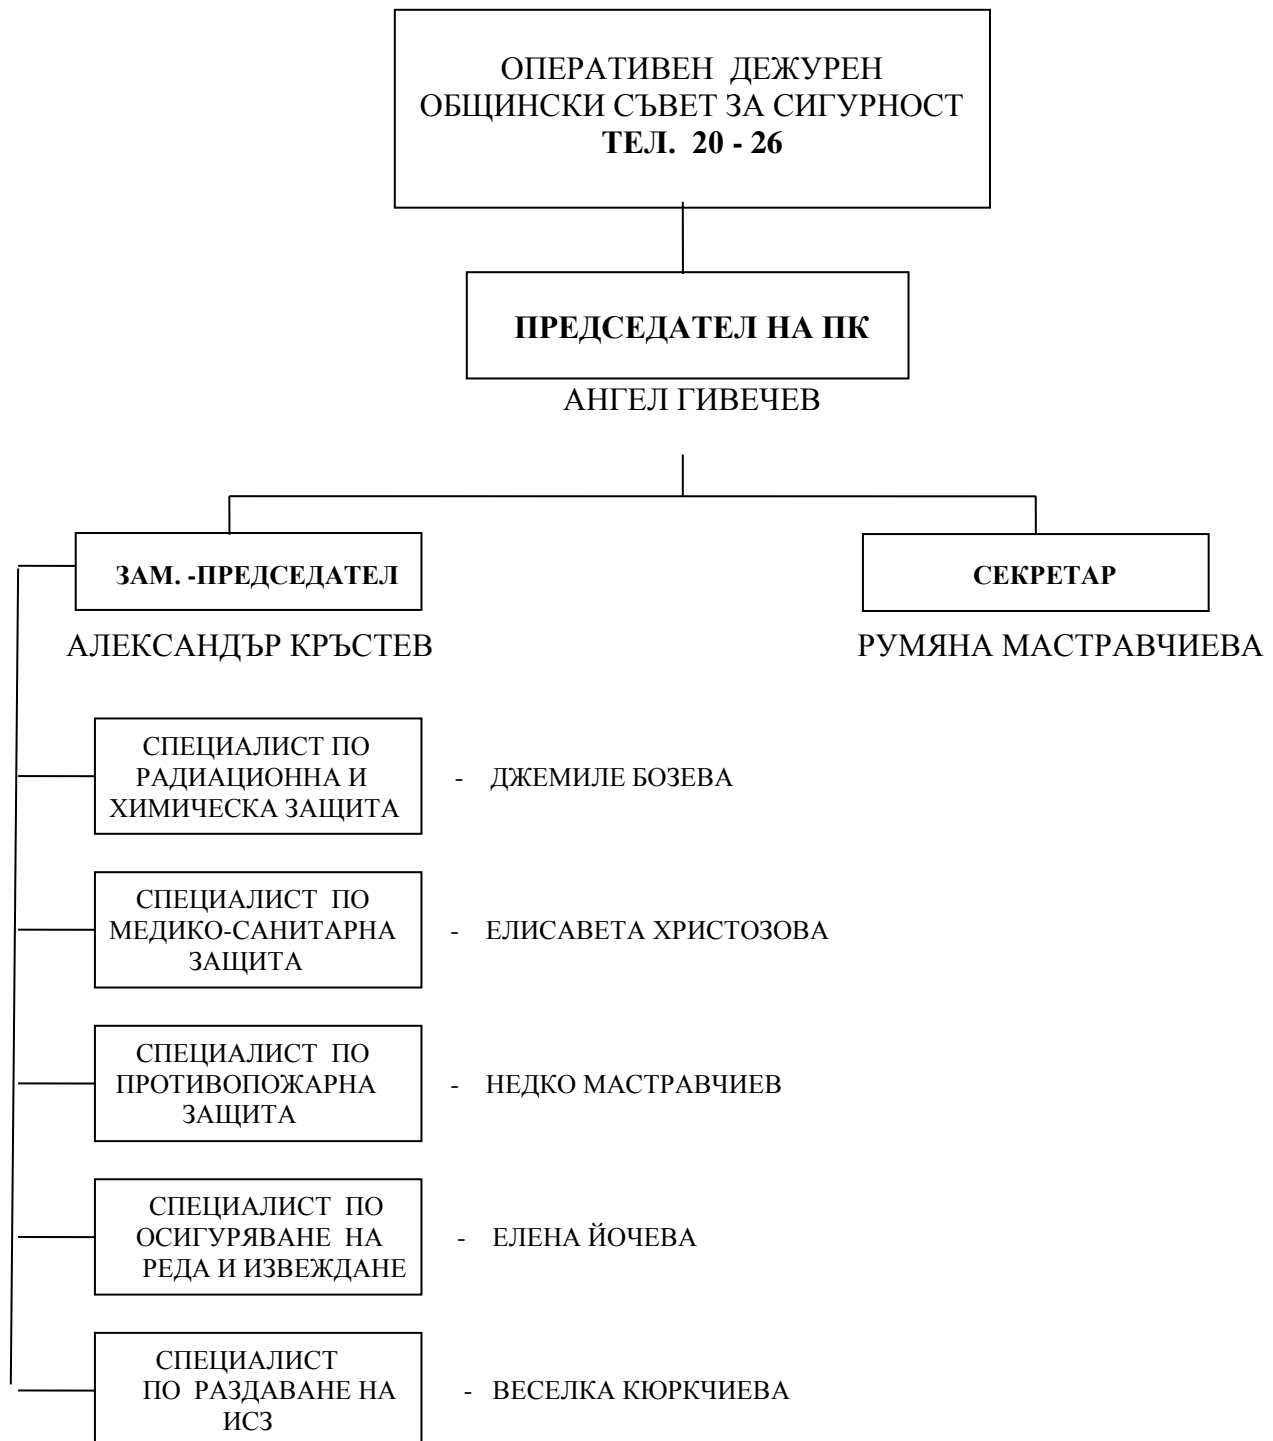 ОПЕРАТИВЕН ДЕЖУРЕН
ОБЩИНСКИ СЪВЕТ ЗА СИГУРНОСТ
ТЕЛ. 20 - 26
ПРЕДСЕДАТЕЛ НА ПК
АНГЕЛ ГИВЕЧЕВ
ЗАМ. -ПРЕДСЕДАТЕЛ
АЛЕКСАНДЪР КРЪСТЕВ
СЕКРЕТАР
РУМЯНА МАСТРАВЧИЕВА
СПЕЦИАЛИСТ ПО
РАДИАЦИОННА И
ХИМИЧЕСКА ЗАЩИТА
- ДЖЕМИЛЕ БОЗЕВА
СПЕЦИАЛИСТ ПО
МЕДИКО-САНИТАРНА
ЗАЩИТА
- ЕЛИСАВЕТА ХРИСТОЗОВА
СПЕЦИАЛИСТ ПО
ПРОТИВОПОЖАРНА
ЗАЩИТА
- НЕДКО МАСТРАВЧИЕВ
СПЕЦИАЛИСТ ПО
ОСИГУРЯВАНЕ НА
РЕДА И ИЗВЕЖДАНЕ
- ЕЛЕНА ЙОЧЕВА
СПЕЦИАЛИСТ
ПО РАЗДАВАНЕ НА
ИСЗ
- ВЕСЕЛКА КЮРКЧИЕВА